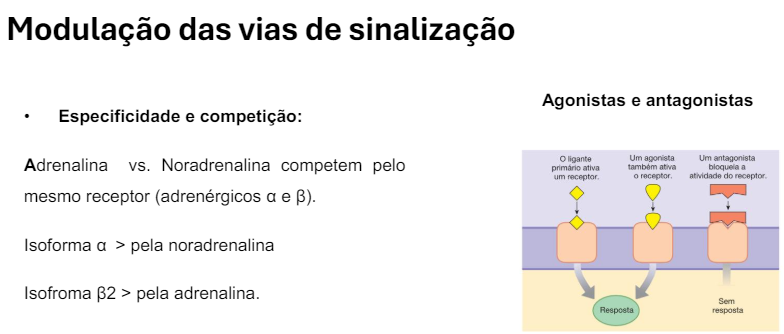 Modulação das vias de sinalização
• Especificidade e competição:
Adrenalina vs. Noradrenalina competem pelo
mesmo receptor (adrenérgicos α e β).
Isoforma α > pela noradrenalina
Isofroma β2 > pela adrenalina.
Agonistas e antagonistas
O ligante
primário ativa
um receptor.
Um agonista
também ativa
o receptor.
Um antagonista
bloqueia a
atividade do receptor.
Resposta
Sem
resposta